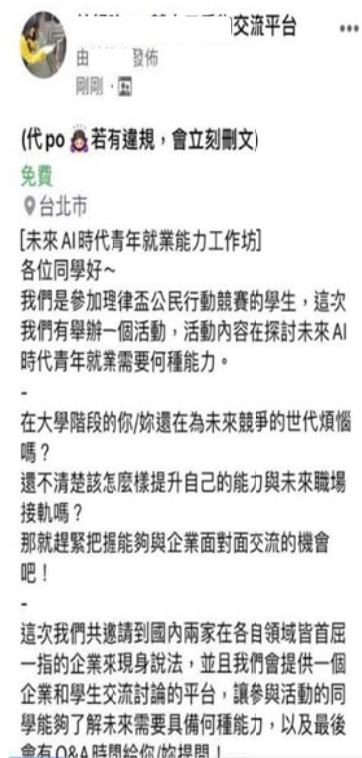 交流平台
由 發佈
剛剛
(代po 若有違規，會立刻刪文)
免費
台北市
[未來AI時代青年就業能力工作坊]
各位同學好~
我們是參加理律盃公民行動競賽的學生，這次
我們有舉辦一個活動，活動內容在探討未來AI
時代青年就業需要何種能力。
-
在大學階段的你/妳還在為未來競爭的世代煩惱
嗎？
還不清楚該怎麼樣提升自己的能力與未來職場
接軌嗎？
那就趕緊把握能夠與企業面對面交流的機會
吧！
-
這次我們共邀請到國內兩家在各自領域皆首屈
一指的企業來現身說法，並且我們會提供一個
企業和學生交流討論的平台，讓參與活動的同
學能夠了解未來需要具備何種能力，以及最後
會有Q&A時間給你/妳提問！